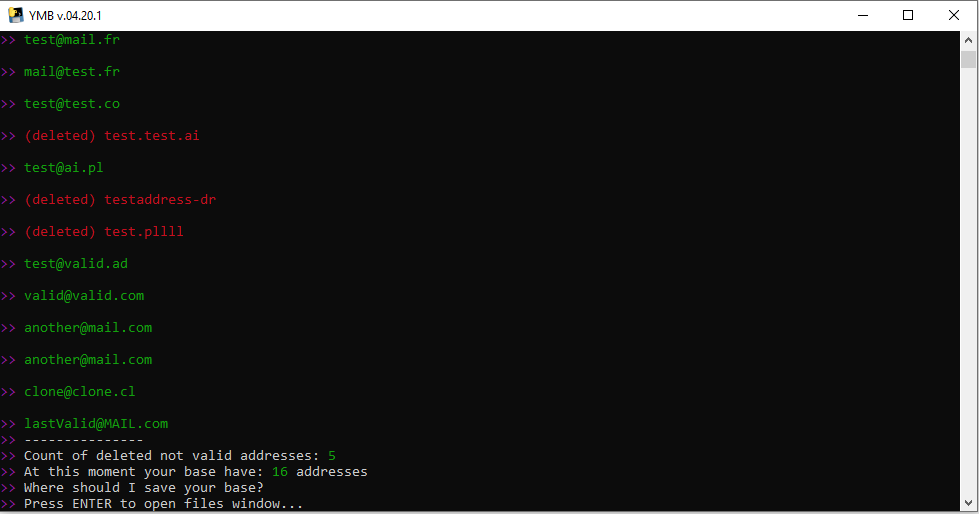 YMB v.04.20.1
>> test@mail.fr
>> mail@test.fr
>> test@test.co
>> (deleted) test.test.ai
>> test@ai.pl
>> (deleted) testaddress-dr
>> (deleted) test.pllll
>> test@valid.ad
>> valid@valid.com
>> another@mail.com
>> another@mail.com
>> clone@clone.cl
>> lastValid@MAIL.com
>> ---------------
>> Count of deleted not valid addresses: 5
>> At this moment your base have: 16 addresses
>> Where should I save your base?
>> Press ENTER to open files window...